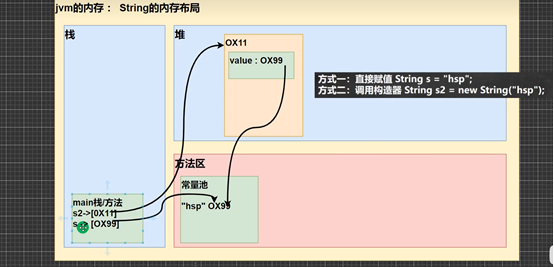 jvm的内存： String的内存布局
栈
堆
OX11
value：OX99
方式一：直接赋值 String s = "hsp";
方式二：调用构造器 String s2 = new String("hsp");
方法区
常量池
"hsp" OX99
main栈/方法
s2->[0X11]
[OX99]